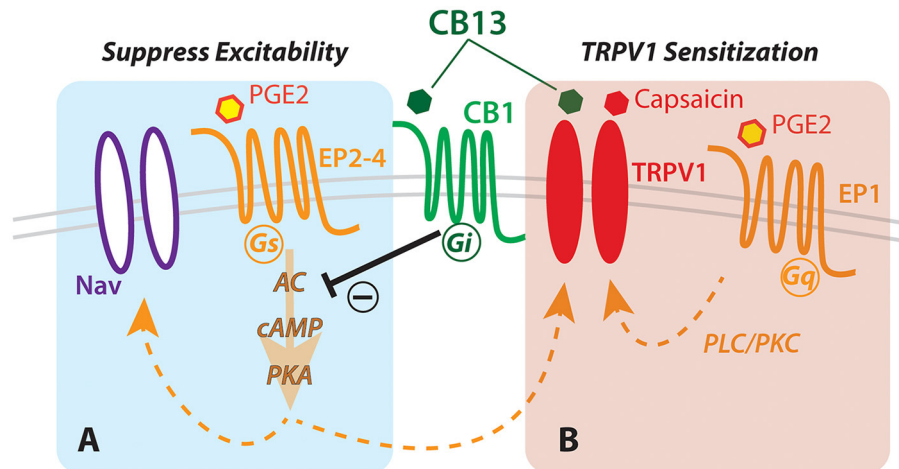 CB13
Suppress Excitability
TRPV1 Sensitization
PGE2
CB1
Capsaicin
PGE2
EP2-4
TRPV1
EP1
Nav
Gs
Gi
Gq
AC
cAMP
PKA
PLC/PKC
A
B